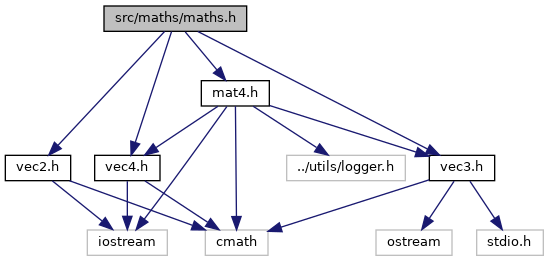 src/maths/maths.h
mat4.h
vec2.h
vec4.h
../utils/logger.h
vec3.h
iostream
cmath
ostream
stdio.h